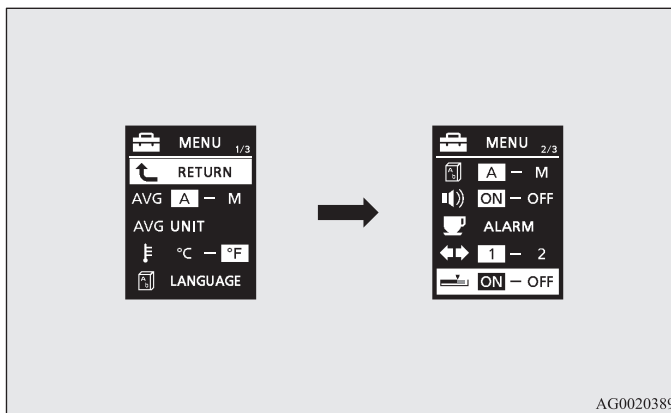 MENU 1/3
RETURN
AVG A – M
AVG UNIT
°C – °F
LANGUAGE
MENU 2/3
A – M
ON – OFF
ALARM
1 – 2
ON – OFF
AG0020389